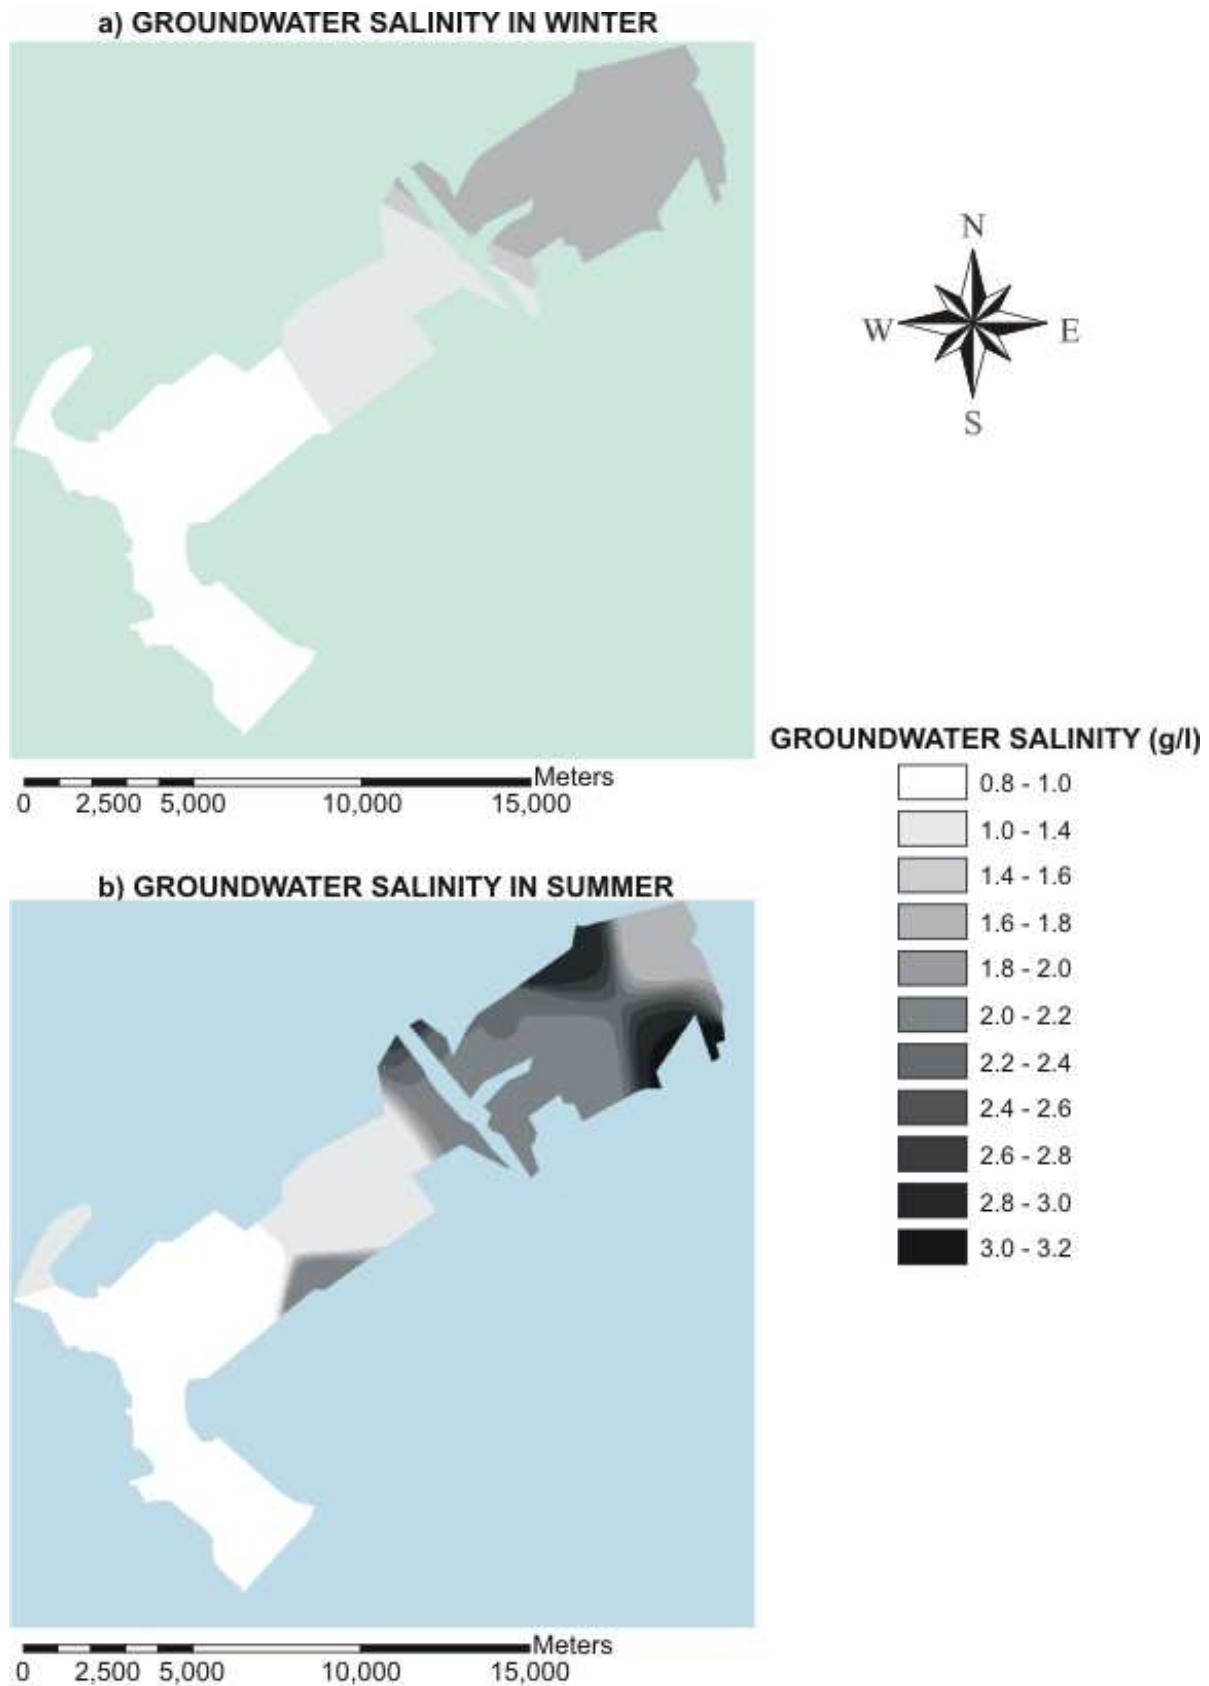 a) GROUNDWATER SALINITY IN WINTER
N
W E
S
GROUNDWATER SALINITY (g/l)
Meters
0 2,500 5,000 10,000 15,000
0.8 - 1.0
1.0 - 1.4
1.4 - 1.6
1.6 - 1.8
1.8 - 2.0
2.0 - 2.2
2.2 - 2.4
2.4 - 2.6
2.6 - 2.8
2.8 - 3.0
3.0 - 3.2
b) GROUNDWATER SALINITY IN SUMMER
Meters
0 2,500 5,000 10,000 15,000